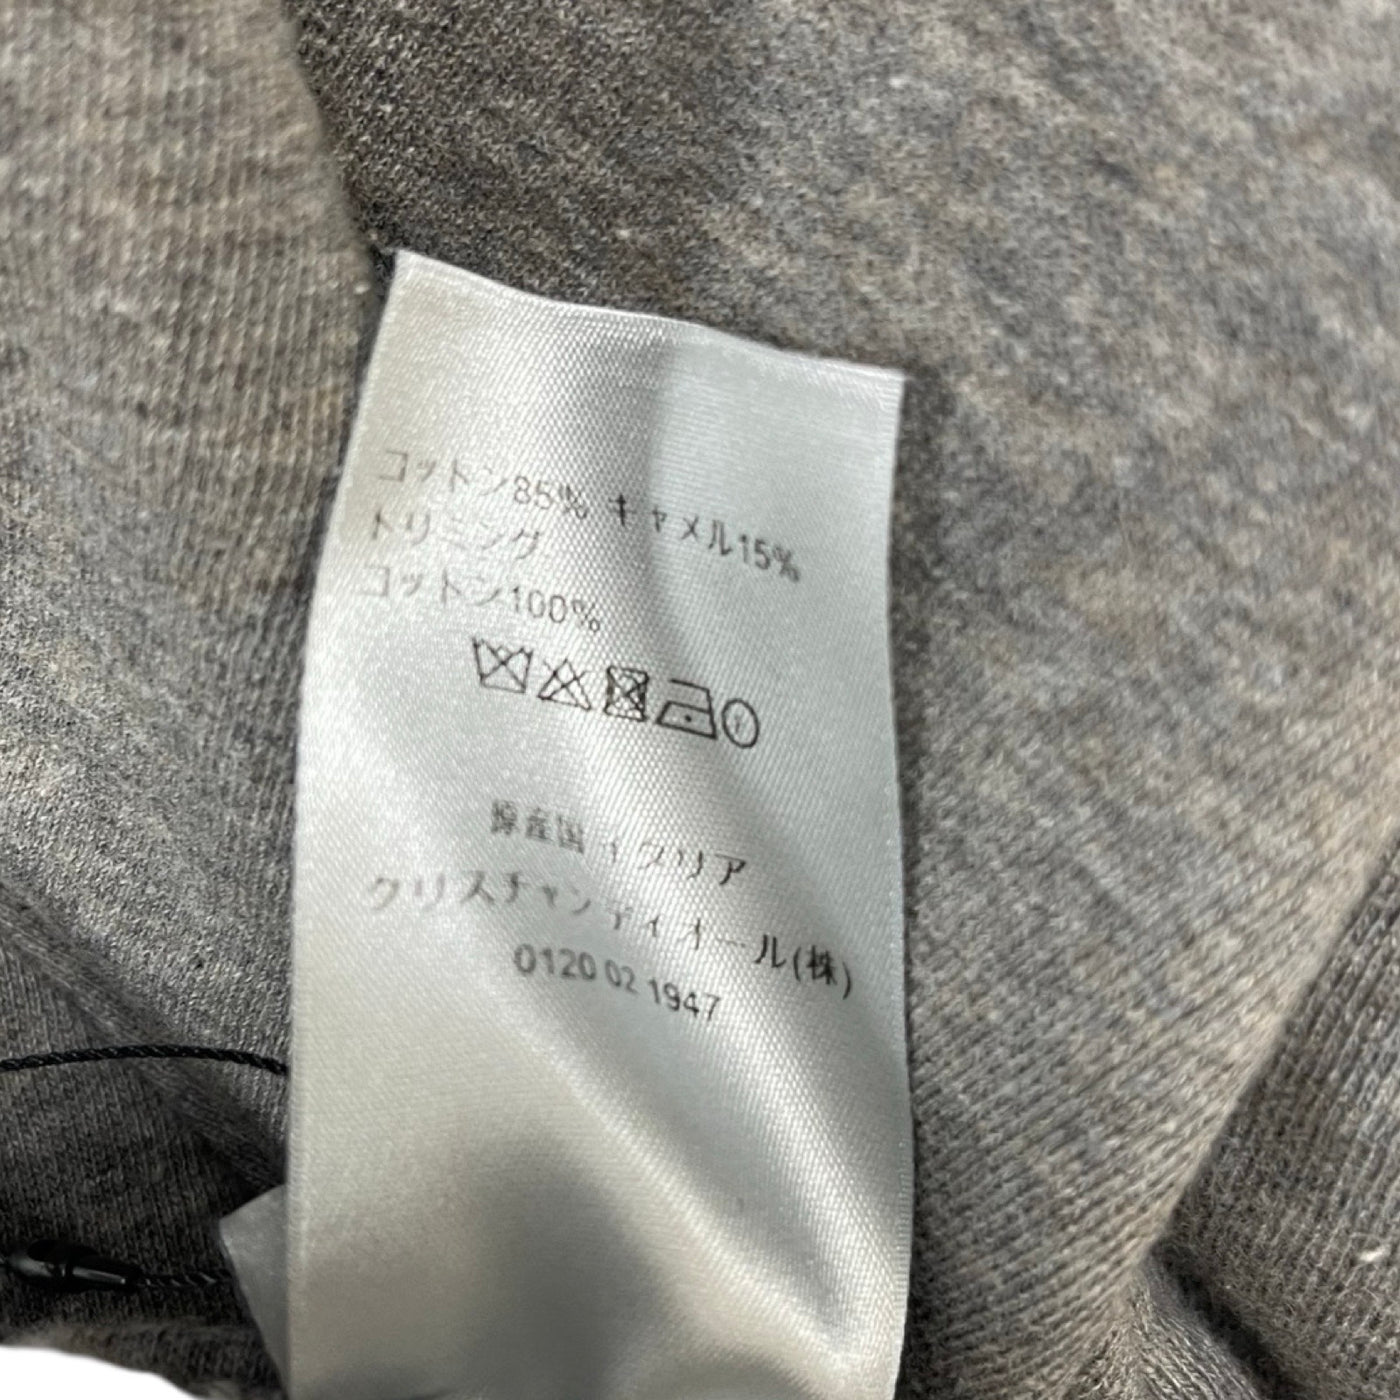 コットン85% キャメル15%
トリミング
コットン100%
原産国 イタリア
クリスチャン ディオール(株)
0120 02 1947